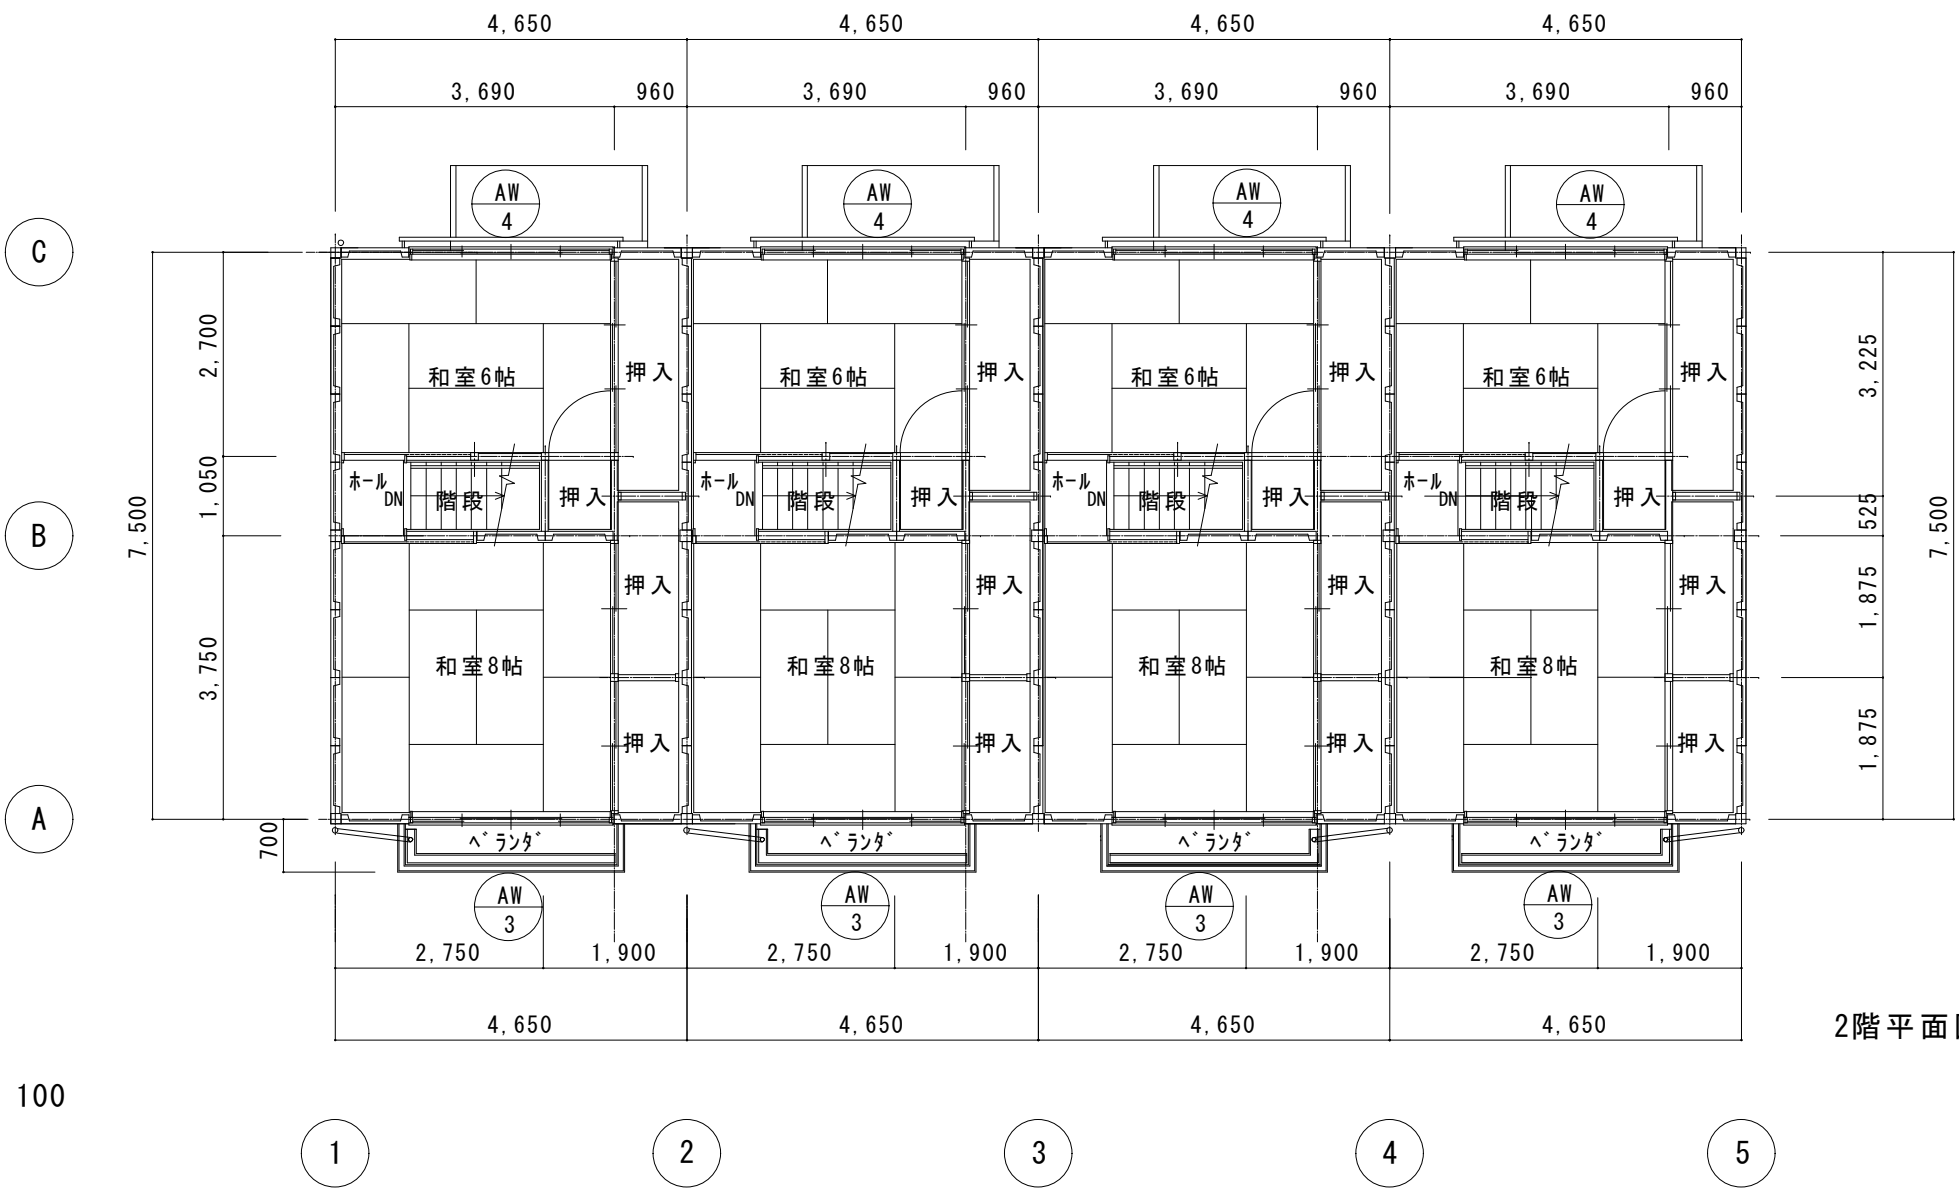 4,650 4,650 4,650 4,650
3,690 960 3,690 960 3,690 960 3,690 960
AW 4 AW 4 AW 4 AW 4
C
2,700
3,225
和室6帖 押入 和室6帖 押入 和室6帖 押入 和室6帖 押入
1,050
ホール DN 階段 押入 ホール DN 階段 押入 ホール DN 階段 押入 ホール DN 階段 押入
525
7,500
7,500
B
押入 押入 押入 押入
1,875
3,750
和室8帖 和室8帖 和室8帖 和室8帖
押入 押入 押入 押入
1,875
A
700
ベランダ ベランダ ベランダ ベランダ
AW 3 AW 3 AW 3 AW 3
2,750 1,900 2,750 1,900 2,750 1,900 2,750 1,900
4,650 4,650 4,650 4,650
2階平面
100
1 2 3 4 5